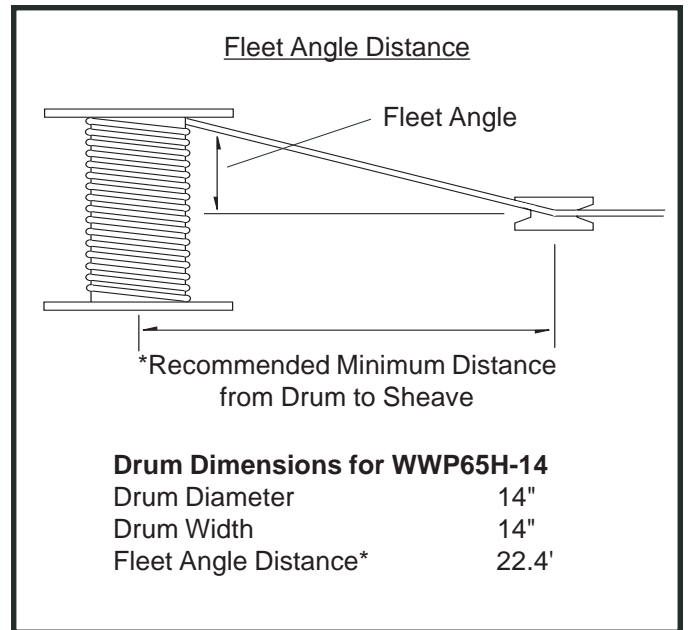 Fleet Angle Distance
Fleet Angle
*Recommended Minimum Distance
from Drum to Sheave
Drum Dimensions for WWP65H-14
Drum Diameter 14"
Drum Width 14"
Fleet Angle Distance* 22.4'